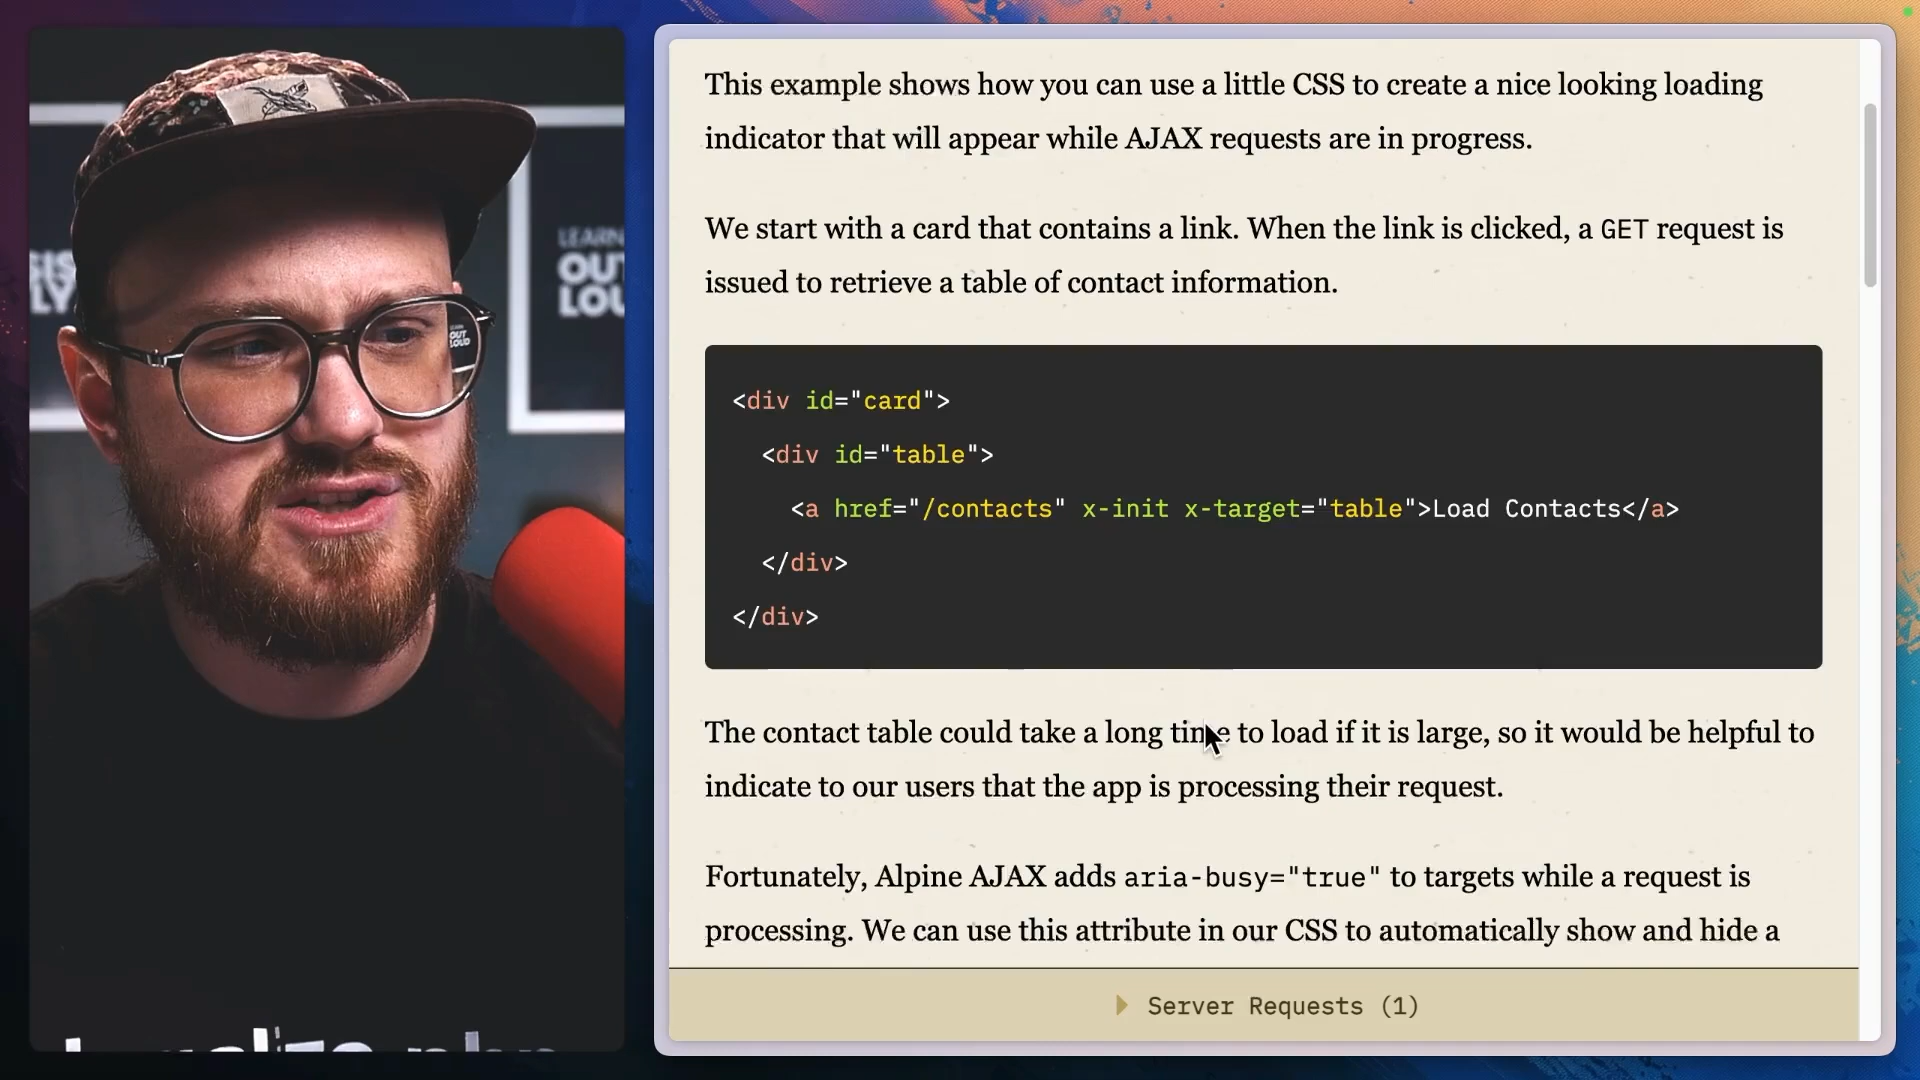 This example shows how you can use a little CSS to create a nice looking loading
indicator that will appear while AJAX requests are in progress.
We start with a card that contains a link. When the link is clicked, a GET request is
issued to retrieve a table of contact information.
<div id="card">
<div id="table">
<a href="/contacts" x-init x-target="table">Load Contacts</a>
</div>
</div>
The contact table could take a long time to load if it is large, so it would be helpful to
indicate to our users that the app is processing their request.
Fortunately, Alpine AJAX adds aria-busy="true" to targets while a request is
processing. We can use this attribute in our CSS to automatically show and hide a
Server Requests (1)
LEARN
OUT
LOU
LY